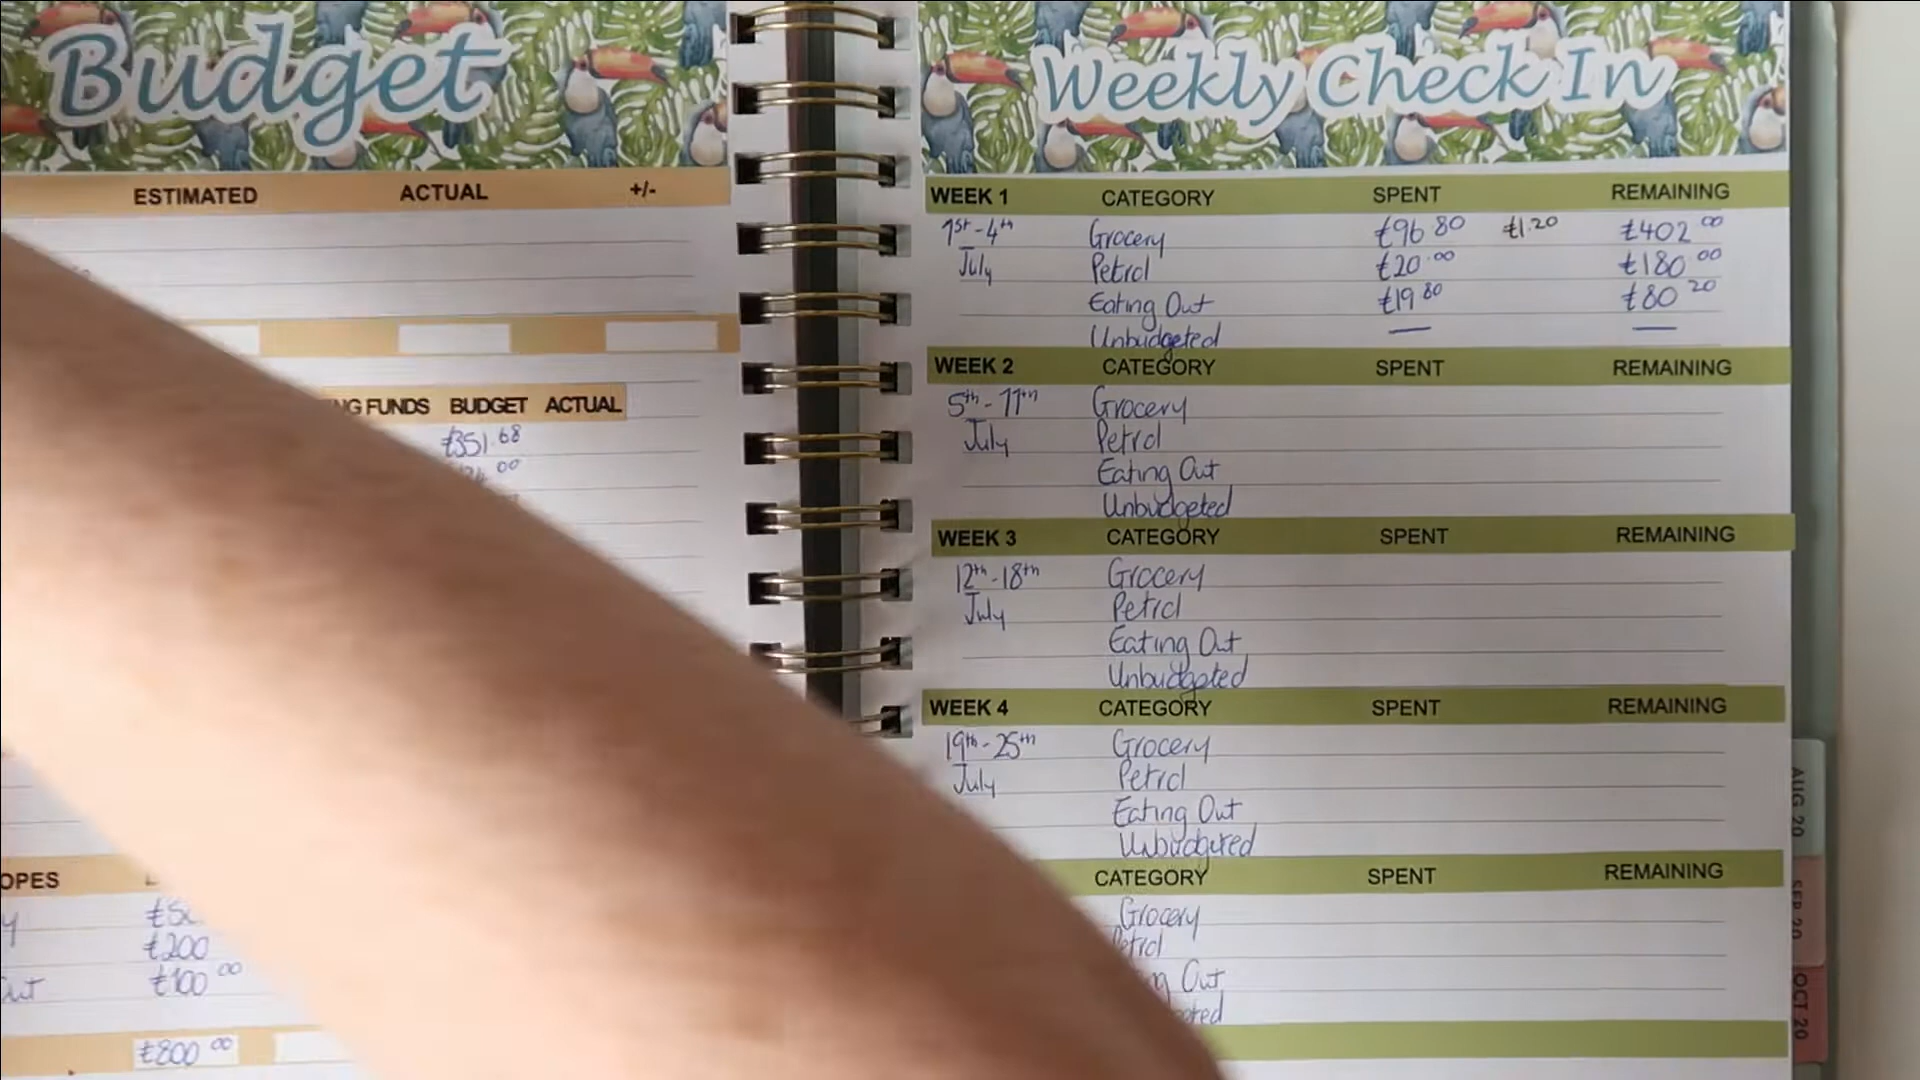 Budget
ESTIMATED ACTUAL +/-
FUNDS BUDGET ACTUAL
£351.68
OPES
£200
£100 00
£800 00
Weekly Check In
WEEK 1 CATEGORY SPENT REMAINING
1st-4th Grocery £96 80 £1.20 £402 00
July Petrol £20.00 £180 00
Eating Out £19 80 £80 20
Unbudgeted — —
WEEK 2 CATEGORY SPENT REMAINING
5th-11th Grocery
July Petrol
Eating Out
Unbudgeted
WEEK 3 CATEGORY SPENT REMAINING
12th-18th Grocery
July Petrol
Eating Out
Unbudgeted
WEEK 4 CATEGORY SPENT REMAINING
19th-25th Grocery
July Petrol
Eating Out
Unbudgeted
CATEGORY SPENT REMAINING
Grocery
Petrol
Out
AUG 20
SEP 20
OCT 20